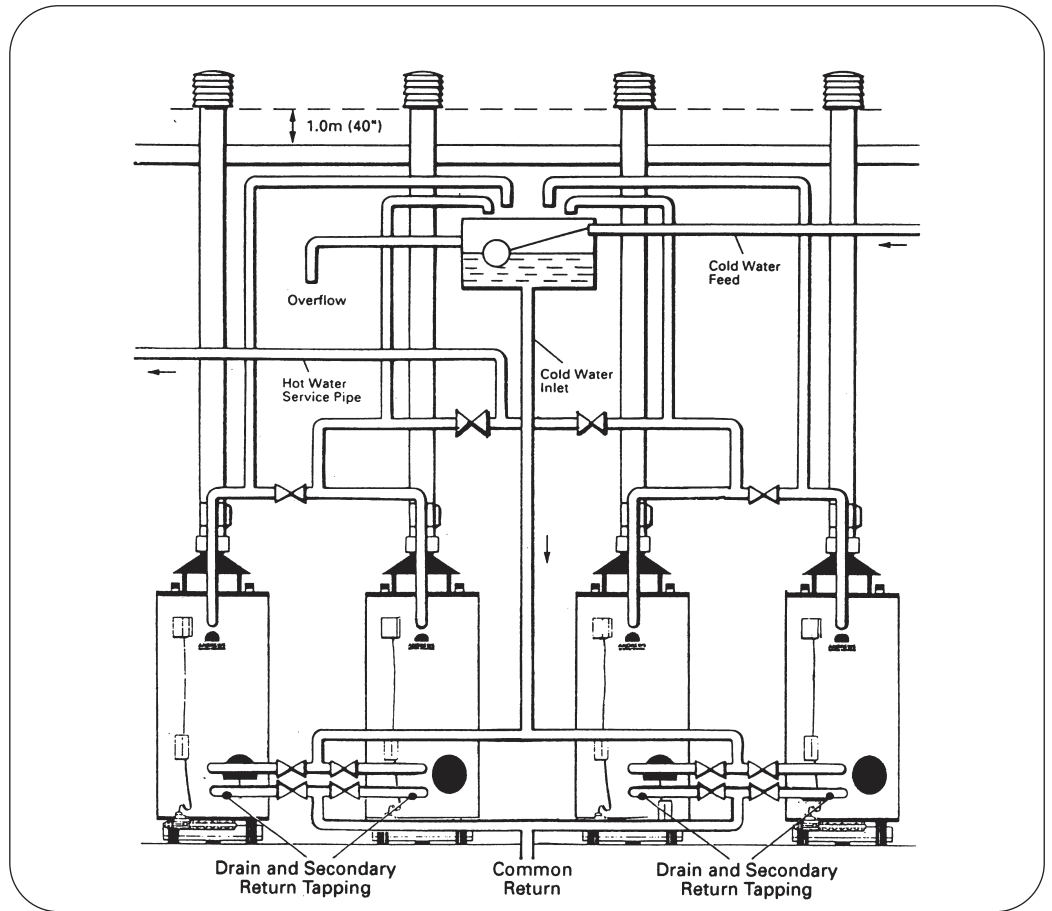 1.0m (40")
Cold Water
Feed
Overflow
Hot Water
Service Pipe
Cold Water
Inlet
Drain and Secondary
Return Tapping
Common
Return
Drain and Secondary
Return Tapping